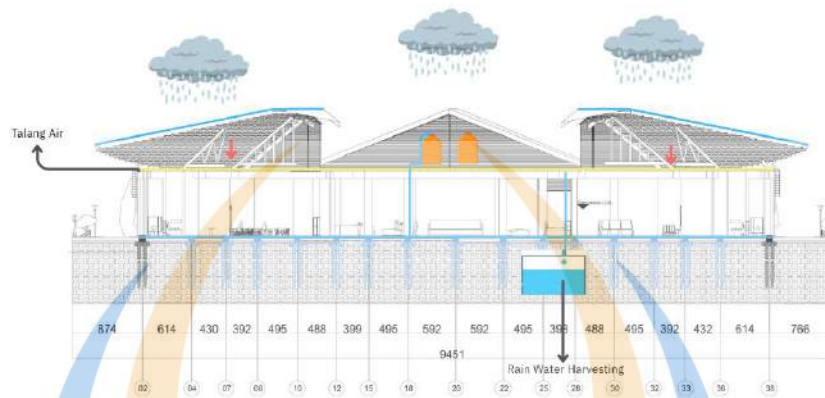 Talang Air
874 614 430 392 495 488 399 495 592 592 495 398 488 495 392 432 614 766
9451
Rain Water Harvesting
02 04 07 08 10 12 15 18 20 22 25 28 30 32 33 36 38